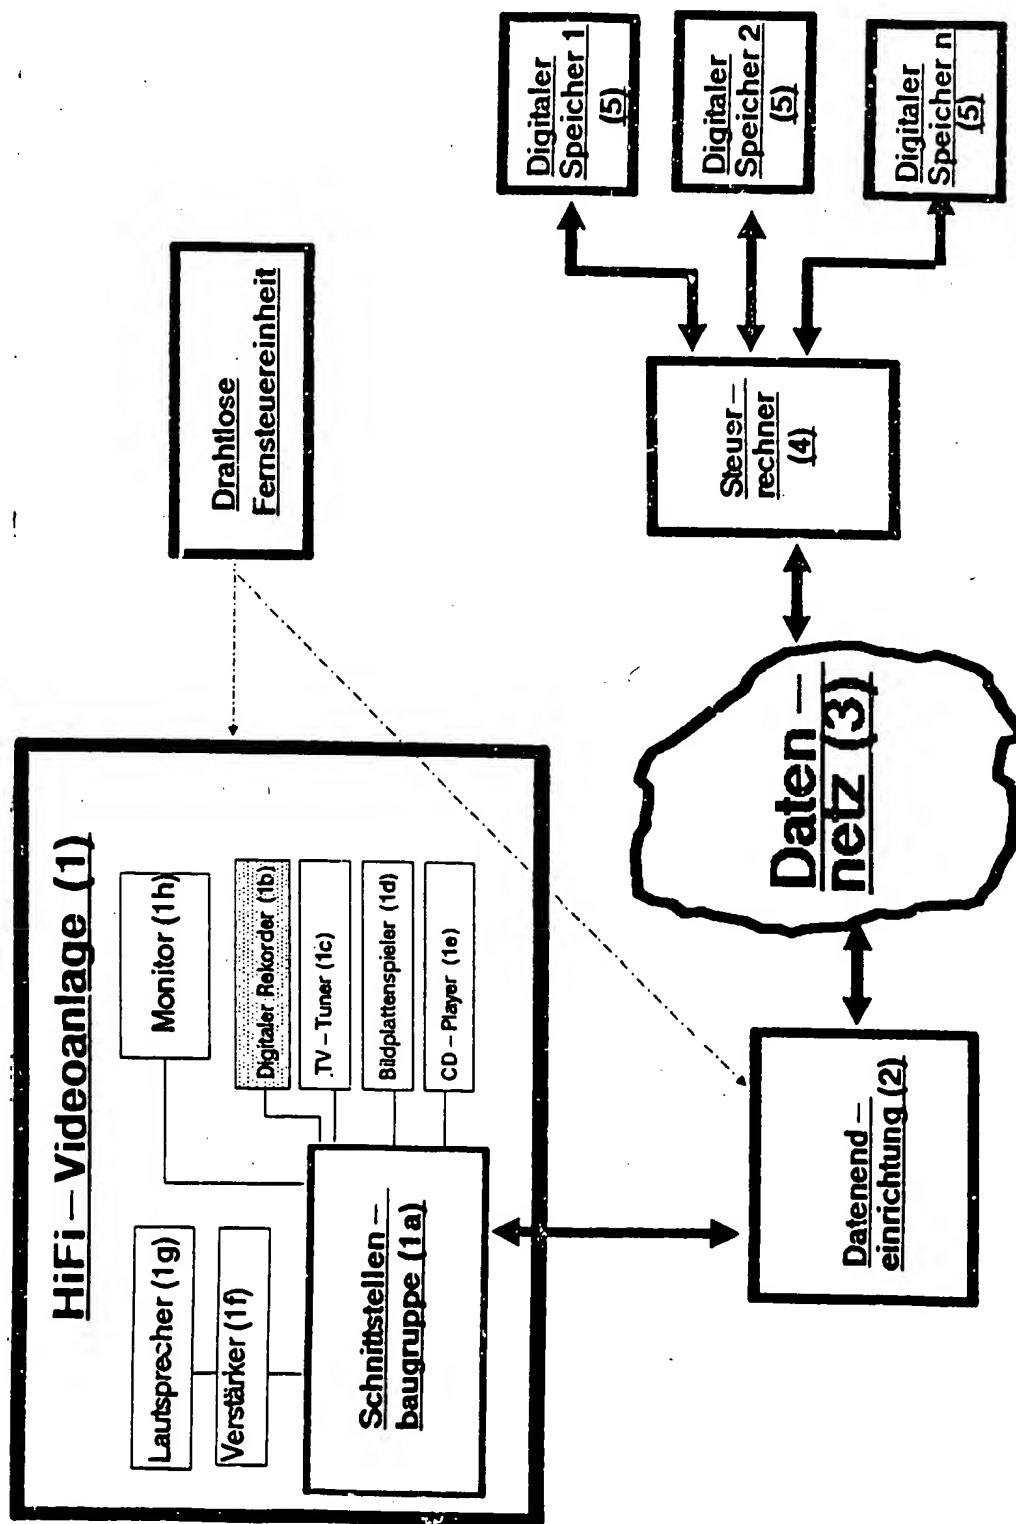 HiFi – Videoanlage (1)
Lautsprecher (1g)
Verstärker (1f)
Monitor (1h)
Digitaler Rekorder (1b)
TV – Tuner (1c)
Bildplattenspieler (1d)
CD – Player (1e)
Schnittstellen –
baugruppe (1a)
Drahtlose
Fernsteuereinheit
Datenend –
einrichtung (2)
Daten –
netz (3)
Steuer –
rechner
(4)
Digitaler
Speicher 1
(5)
Digitaler
Speicher 2
(5)
Digitaler
Speicher n
(5)